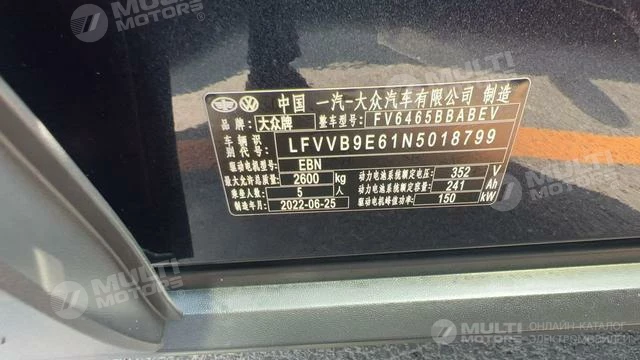 MULTI MOTORS
MULTI MOTORS
中国 一汽-大众汽车有限公司 制造
品牌 大众牌 整车型号: FV6465BBABEV
车辆识别代号: LFVVB9E61N5018799
驱动电机型号: EBN
最大允许总质量 2600 kg 动力电池系统额定电压: 352 V
乘坐人数: 5 人 动力电池系统额定容量: 241 Ah
制造年月: 2022-06-25 驱动电机峰值功率: 150 kW
MULTI MOTORS
MULTI MOTORS
ОНЛАЙН-КАТАЛОГ
ЭЛЕКТРОМОБИЛЕЙ